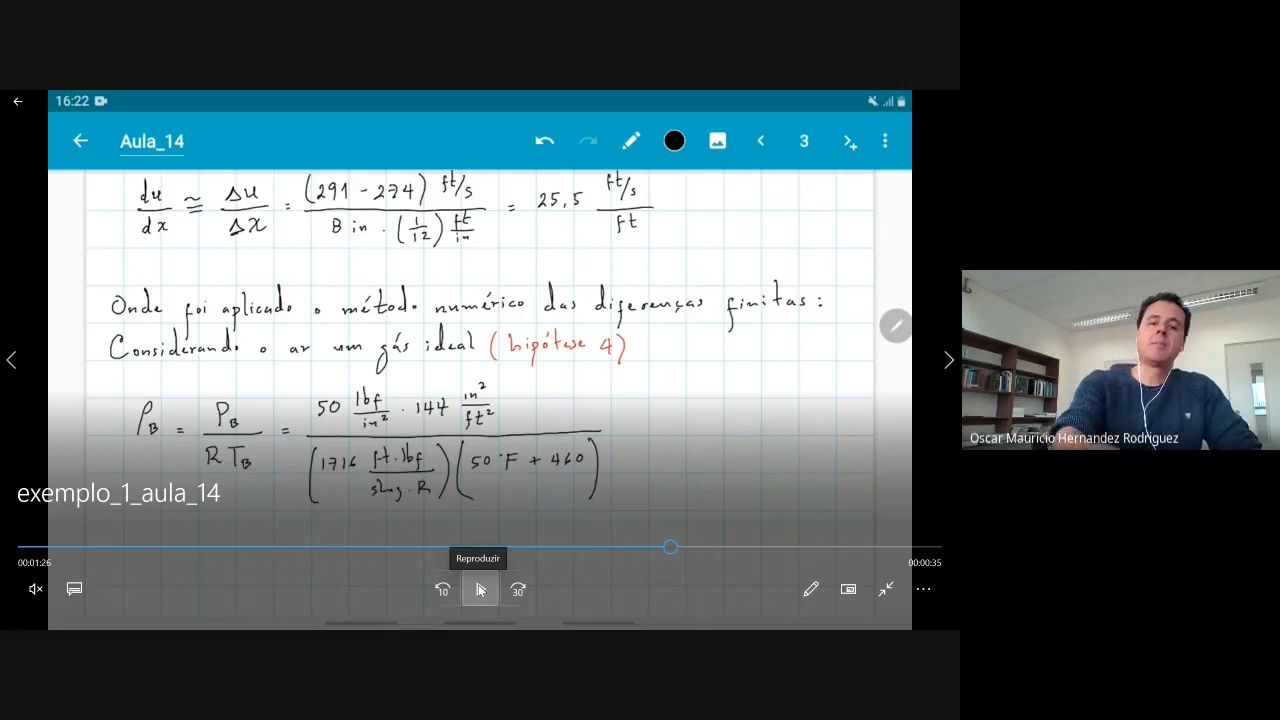 16:22
Aula_14
3
du/dx ≅ Δu/Δx = (291 - 274) ft/s / 8 in . (1/12) ft/in = 25,5 ft/s / ft
Onde foi aplicado o método numérico das diferenças finitas:
Considerando o ar um gás ideal (hipótese 4)
ρB = PB / R TB = 50 lbf/in² . 144 in²/ft² / (1716 ft.lbf / slug.R) (50 °F + 460)
Oscar Mauricio Hernandez Rodriguez
exemplo_1_aula_14
Reproduzir
00:01:26
00:00:35
10
30